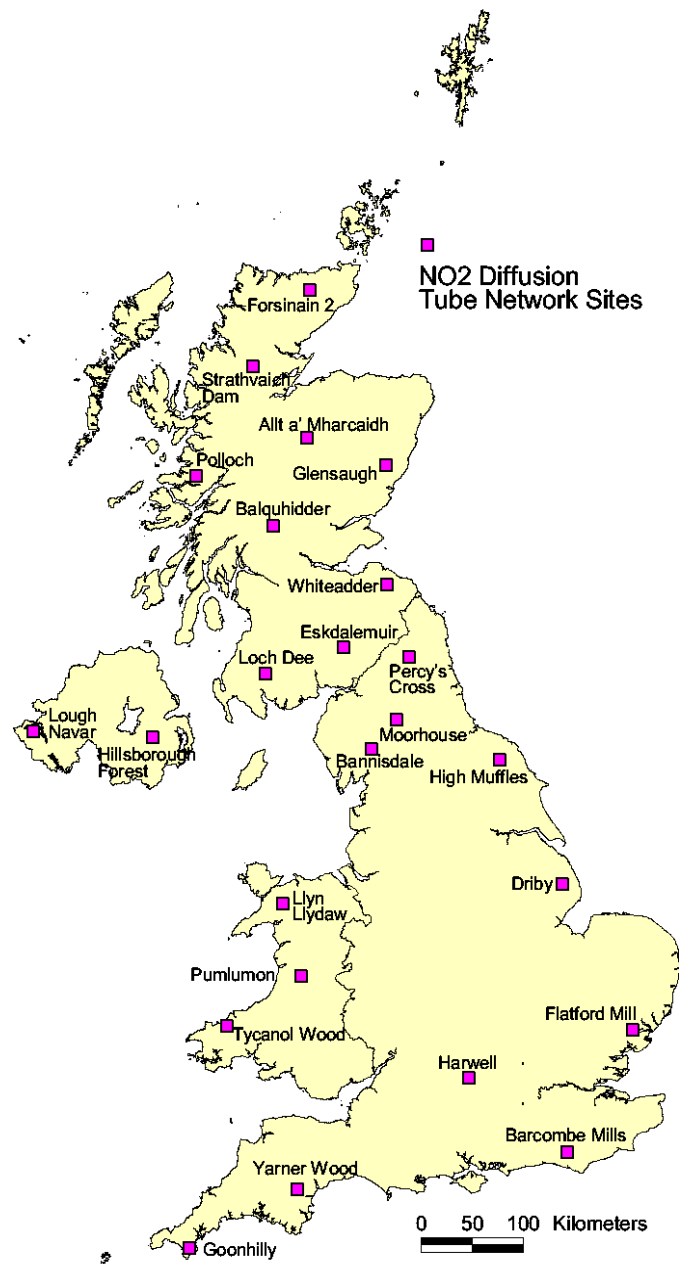 NO2 Diffusion
Tube Network Sites
Forsinain 2
Strathvaich
Dam
Allt a' Mharcaidh
Polloch
Glensaugh
Balquhidder
Whiteadder
Eskdalemuir
Loch Dee
Percy's
Cross
Lough
Navar
Hillsborough
Forest
Moorhouse
Bannisdale
High Muffles
Driby
Llyn
Llydaw
Pumlumon
Flatford Mill
Tycanol Wood
Harwell
Barcombe Mills
Yarner Wood
0 50 100 Kilometers
Goonhilly